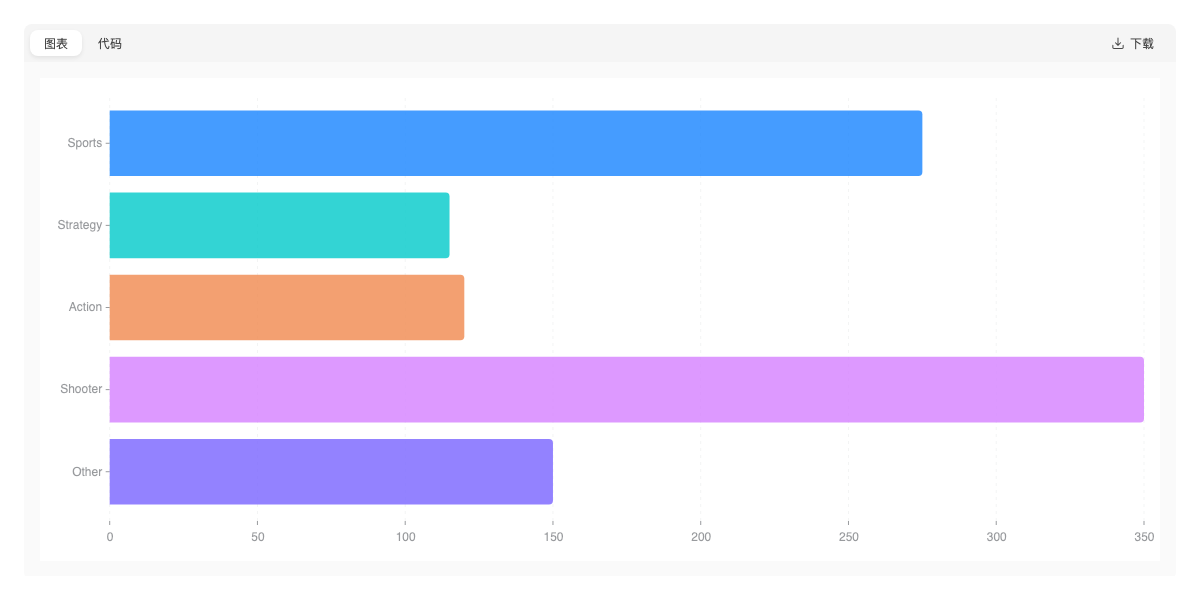 图表 代码 下载
Sports
Strategy
Action
Shooter
Other
0 50 100 150 200 250 300 350